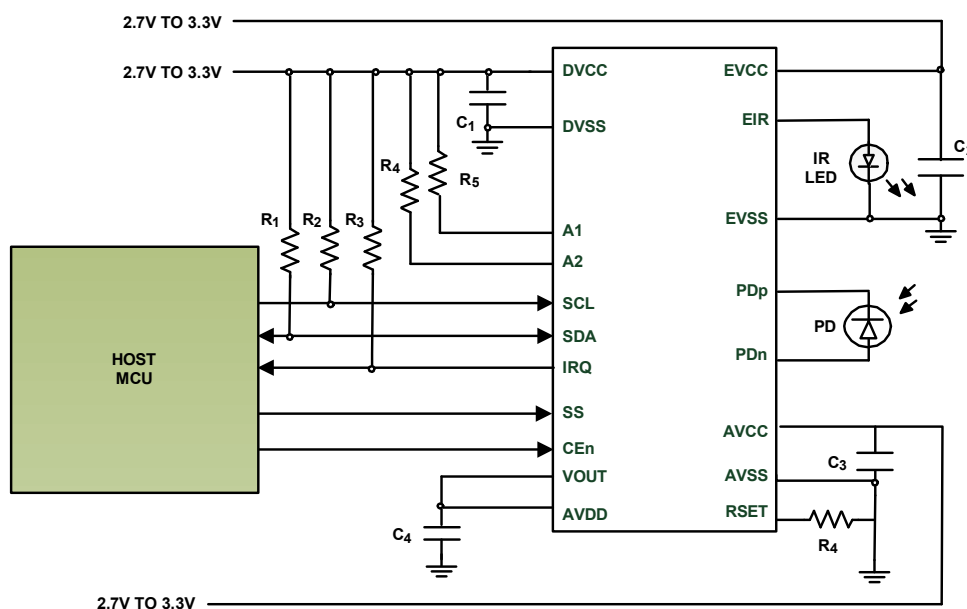 2.7V TO 3.3V
2.7V TO 3.3V
DVCC
EVCC
C1
DVSS
EIR
R4
R5
IR
LED
C
R1
R2
R3
A1
EVSS
A2
SCL
PDp
SDA
PD
HOST
MCU
IRQ
PDn
SS
AVCC
CEn
C3
VOUT
AVSS
AVDD
RSET
C4
R4
2.7V TO 3.3V